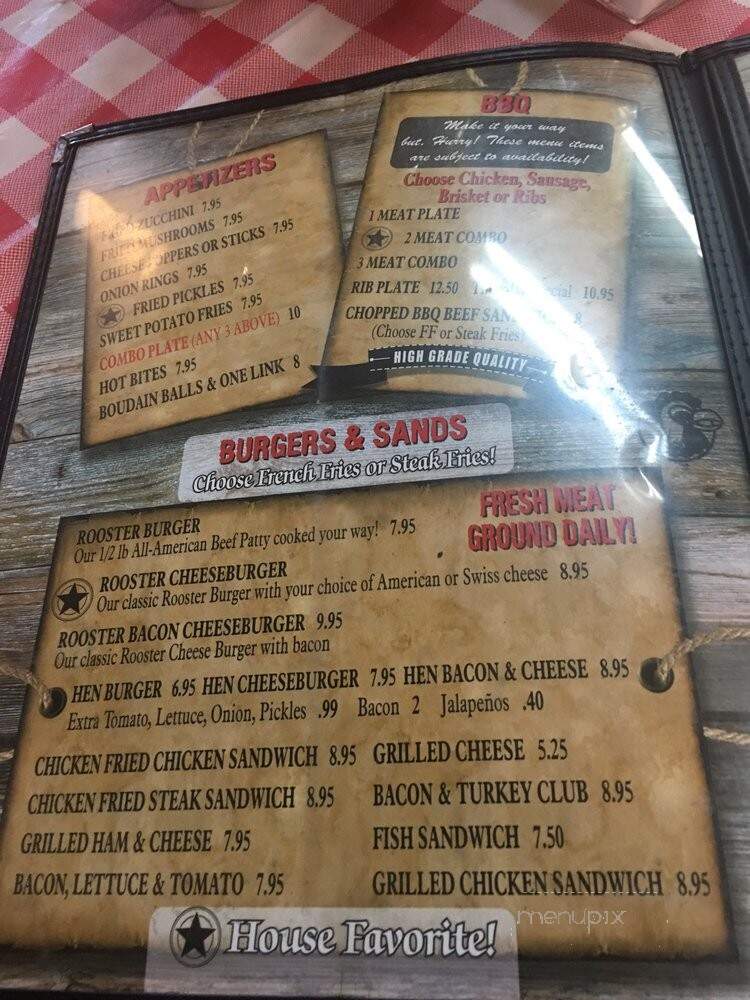 APPETIZERS
ZUCCHINI 7.95
FRIED MUSHROOMS 7.95
CHEESE POPPERS OR STICKS 7.95
ONION RINGS 7.95
FRIED PICKLES 7.95
SWEET POTATO FRIES 7.95
COMBO PLATE (ANY 3 ABOVE) 10
HOT BITES 7.95
BOUDAIN BALLS & ONE LINK 8
BBQ
Make it your way
but. Hurry! These menu items
are subject to availability!
Choose Chicken, Sausage,
Brisket or Ribs
1 MEAT PLATE
2 MEAT COMBO
3 MEAT COMBO
RIB PLATE 12.50 10.95
CHOPPED BBQ BEEF 8
(Choose FF or Steak Fries
HIGH GRADE QUALITY
BURGERS & SANDS
Choose French Fries or Steak Fries!
FRESH MEAT
GROUND DAILY!
ROOSTER BURGER
Our 1/2 lb All-American Beef Patty cooked your way! 7.95
ROOSTER CHEESEBURGER
Our classic Rooster Burger with your choice of American or Swiss cheese 8.95
ROOSTER BACON CHEESEBURGER 9.95
Our classic Rooster Cheese Burger with bacon
HEN BURGER 6.95 HEN CHEESEBURGER 7.95 HEN BACON & CHEESE 8.95
Extra Tomato, Lettuce, Onion, Pickles .99 Bacon 2 Jalapeños .40
CHICKEN FRIED CHICKEN SANDWICH 8.95
CHICKEN FRIED STEAK SANDWICH 8.95
GRILLED HAM & CHEESE 7.95
BACON, LETTUCE & TOMATO 7.95
GRILLED CHEESE 5.25
BACON & TURKEY CLUB 8.95
FISH SANDWICH 7.50
GRILLED CHICKEN SANDWICH 8.95
House Favorite!
menupix